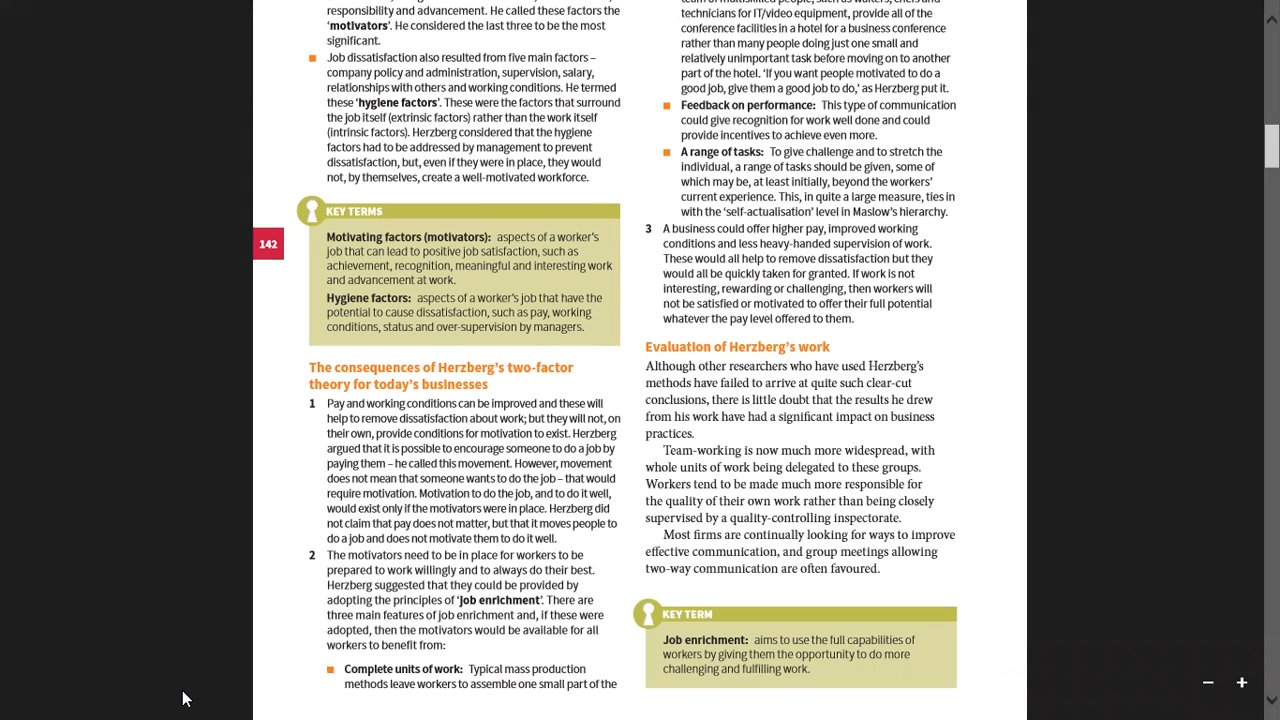 responsibility and advancement. He called these factors the
‘motivators’. He considered the last three to be the most
significant.
Job dissatisfaction also resulted from five main factors –
company policy and administration, supervision, salary,
relationships with others and working conditions. He termed
these ‘hygiene factors’. These were the factors that surround
the job itself (extrinsic factors) rather than the work itself
(intrinsic factors). Herzberg considered that the hygiene
factors had to be addressed by management to prevent
dissatisfaction, but, even if they were in place, they would
not, by themselves, create a well-motivated workforce.
KEY TERMS
Motivating factors (motivators): aspects of a worker’s
job that can lead to positive job satisfaction, such as
achievement, recognition, meaningful and interesting work
and advancement at work.
Hygiene factors: aspects of a worker’s job that have the
potential to cause dissatisfaction, such as pay, working
conditions, status and over-supervision by managers.
142
The consequences of Herzberg’s two-factor
theory for today’s businesses
1 Pay and working conditions can be improved and these will
help to remove dissatisfaction about work; but they will not, on
their own, provide conditions for motivation to exist. Herzberg
argued that it is possible to encourage someone to do a job by
paying them – he called this movement. However, movement
does not mean that someone wants to do the job – that would
require motivation. Motivation to do the job, and to do it well,
would exist only if the motivators were in place. Herzberg did
not claim that pay does not matter, but that it moves people to
do a job and does not motivate them to do it well.
2 The motivators need to be in place for workers to be
prepared to work willingly and to always do their best.
Herzberg suggested that they could be provided by
adopting the principles of ‘job enrichment’. There are
three main features of job enrichment and, if these were
adopted, then the motivators would be available for all
workers to benefit from:
Complete units of work: Typical mass production
methods leave workers to assemble one small part of the
technicians for IT/video equipment, provide all of the
conference facilities in a hotel for a business conference
rather than many people doing just one small and
relatively unimportant task before moving on to another
part of the hotel. ‘If you want people motivated to do a
good job, give them a good job to do,’ as Herzberg put it.
Feedback on performance: This type of communication
could give recognition for work well done and could
provide incentives to achieve even more.
A range of tasks: To give challenge and to stretch the
individual, a range of tasks should be given, some of
which may be, at least initially, beyond the workers’
current experience. This, in quite a large measure, ties in
with the ‘self-actualisation’ level in Maslow’s hierarchy.
3 A business could offer higher pay, improved working
conditions and less heavy-handed supervision of work.
These would all help to remove dissatisfaction but they
would all be quickly taken for granted. If work is not
interesting, rewarding or challenging, then workers will
not be satisfied or motivated to offer their full potential
whatever the pay level offered to them.
Evaluation of Herzberg’s work
Although other researchers who have used Herzberg’s
methods have failed to arrive at quite such clear-cut
conclusions, there is little doubt that the results he drew
from his work have had a significant impact on business
practices.
Team-working is now much more widespread, with
whole units of work being delegated to these groups.
Workers tend to be made much more responsible for
the quality of their own work rather than being closely
supervised by a quality-controlling inspectorate.
Most firms are continually looking for ways to improve
effective communication, and group meetings allowing
two-way communication are often favoured.
KEY TERM
Job enrichment: aims to use the full capabilities of
workers by giving them the opportunity to do more
challenging and fulfilling work.